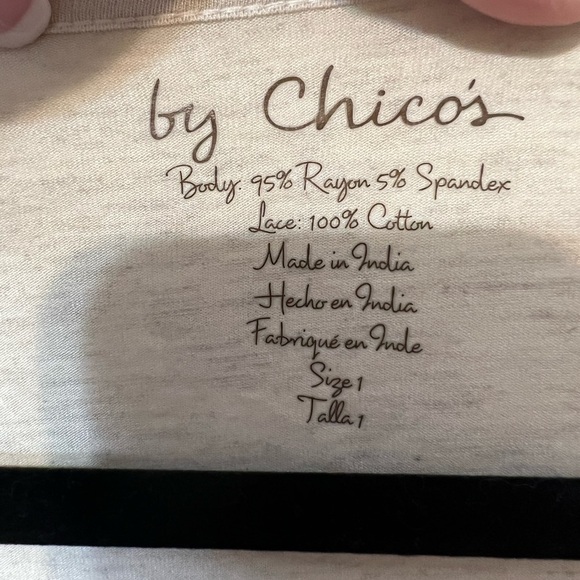 by Chico's
Body: 95% Rayon 5% Spandex
Lace: 100% Cotton
Made in India
Hecho en India
Fabriqué en Inde
Size 1
Talla 1